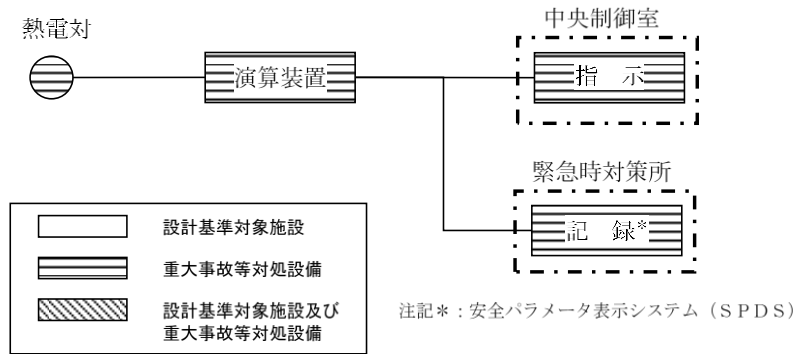 熱電対
演算装置
中央制御室
指　示
緊急時対策所
記　録*
設計基準対象施設
重大事故等対処設備
設計基準対象施設及び
重大事故等対処設備
注記＊：安全パラメータ表示システム（ＳＰＤＳ）